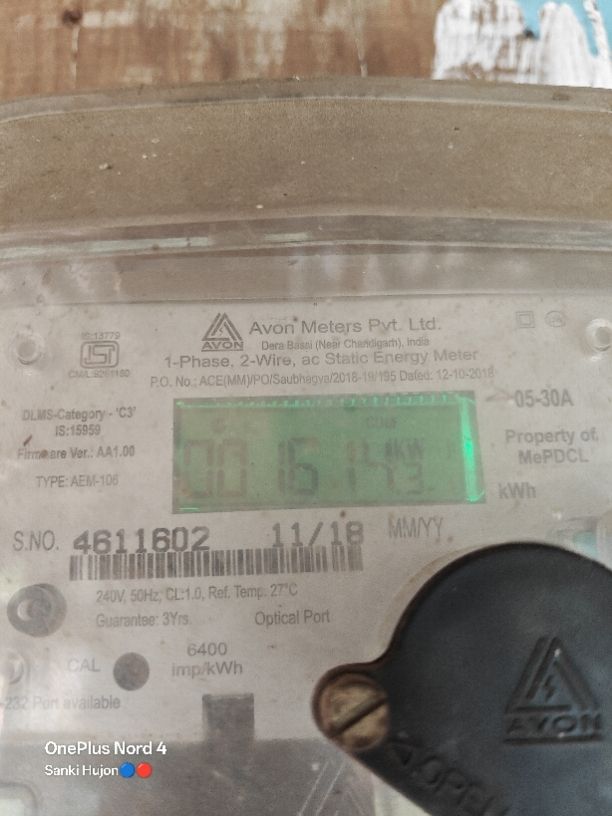 IS:13779
ISI
CM/L:9261180
AVON
Avon Meters Pvt. Ltd.
Dera Bassi (Near Chandigarh), India
1-Phase, 2-Wire, ac Static Energy Meter
P.O. No.: ACE(MM)/PO/Saubhagya/2018-19/195 Dated: 12-10-2018
DLMS-Category - 'C3'
IS:15959
Firmware Ver.: AA1.00
TYPE: AEM-106
05-30A
Property of
MePDCL
kWh
S.NO. 4611602 11/18 MM/YY
240V, 50Hz, CL:1.0, Ref. Temp. 27°C
Guarantee: 3Yrs.
Optical Port
CAL
6400
imp/kWh
-232 Port available
AVON
OPEN
OnePlus Nord 4
Sanki Hujon🔵🔴